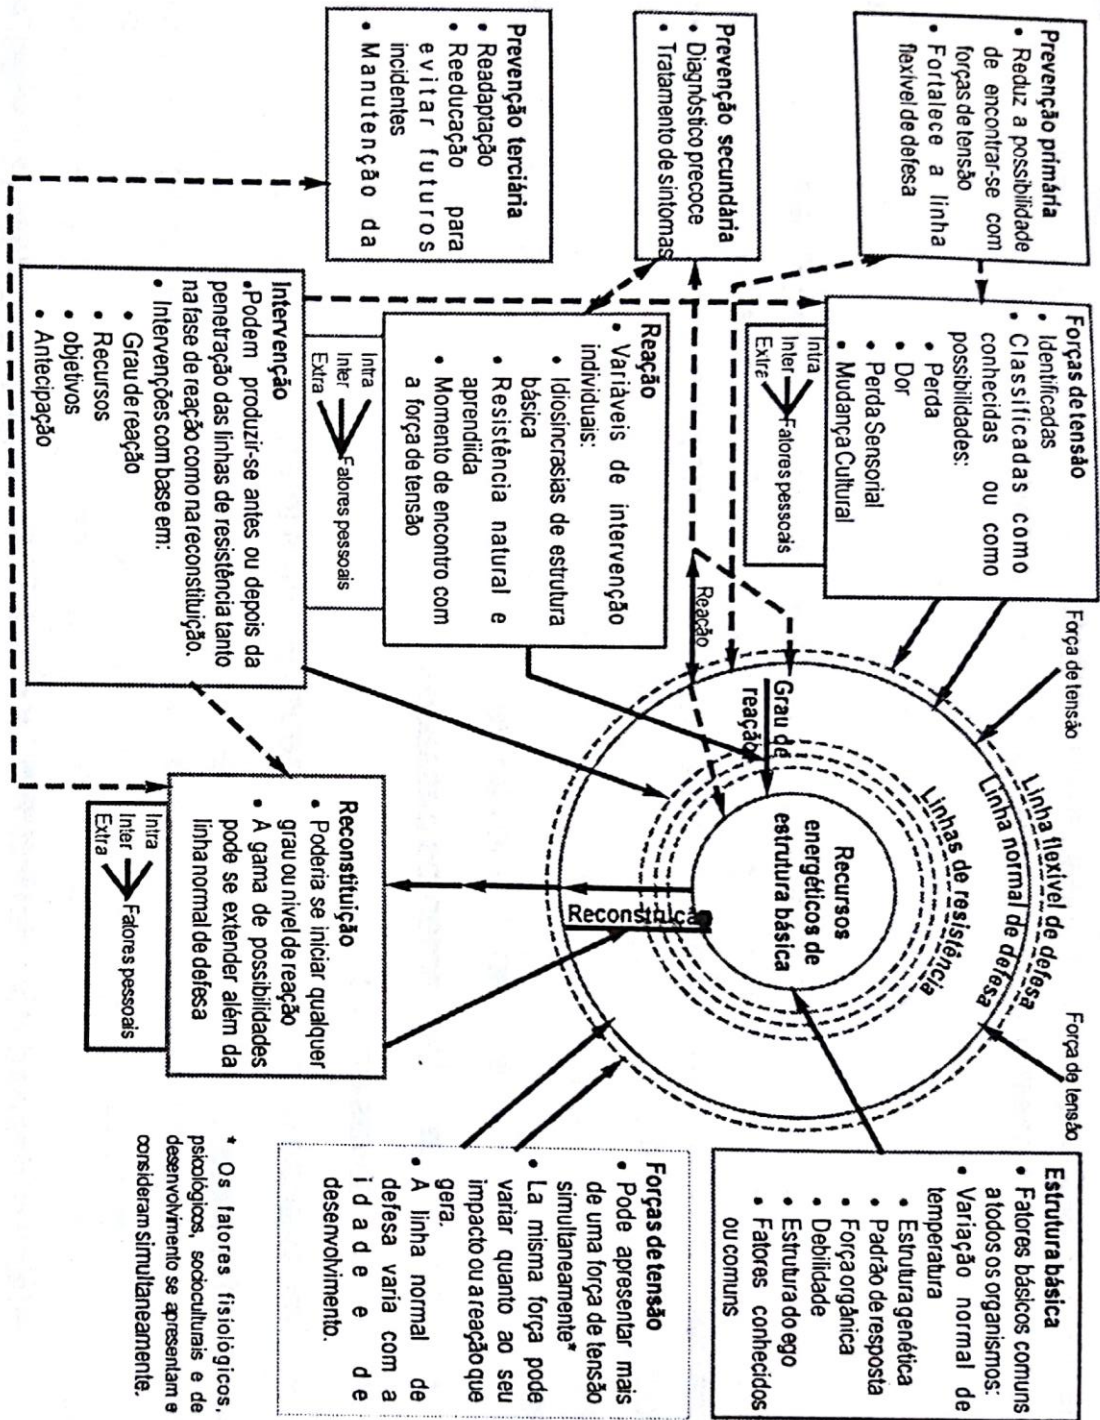 Prevenção primária
• Reduz a possibilidade
de encontrar-se com
forças de tensão
• Fortalece a linha
flexível de defesa
Prevenção secundária
• Diagnóstico precoce
• Tratamento de sintomas
Prevenção terciária
• Readaptação
• Reeducação para
evitar futuros
incidentes
• Manutenção da
Forças de tensão
• Identificadas
• Classificadas como
conhecidas ou como
possibilidades:
• Perda
• Dor
• Perda Sensorial
• Mudança Cultural
Intra
Inter Fatores pessoais
Extra
Reação
• Variáveis de intervenção
individuais:
• Idiosincrasias de estrutura
básica
• Resistência natural e
aprendiida
• Momento de encontro com
a força de tensão
Intra
Inter Fatores pessoais
Extra
Intervenção
• Podem produzir-se antes ou depois da
penetração das linhas de resistência tanto
na fase de reação como na reconstituição.
• Intervenções com base em:
• Grau de reação
• Recursos
• objetivos
• Antecipação
Força de tensão
Força de tensão
Linha flexível de defesa
Linha normal de defesa
Linhas de resistência
Reação
Grau de
reação
Recursos
energéticos de
estrutura básica
Reconstituição
• Poderia se iniciar qualquer
grau ou nivel de reação
• A gama de possibilidades
pode se extender além da
linha normal de defesa
Intra
Inter Fatores pessoais
Extra
Estrutura básica
• Fatores básicos comuns
a todos os organismos:
• Variação normal de
temperatura
• Estrutura genética
• Padrão de resposta
• Força orgânica
• Debilidade
• Estrutura do ego
• Fatores conhecidos
ou comuns
Forças de tensão
• Pode apresentar mais
de uma força de tensão
simultaneamente*
• La misma força pode
variar quanto ao seu
impacto ou a reação que
gera.
• A linha normal de
defesa varia com a
idade e de
desenvolvimento.
* Os fatores fisiológicos,
psicológicos, socioculturais e de
desenvolvimento se apresentam e
consideram simultaneamente.